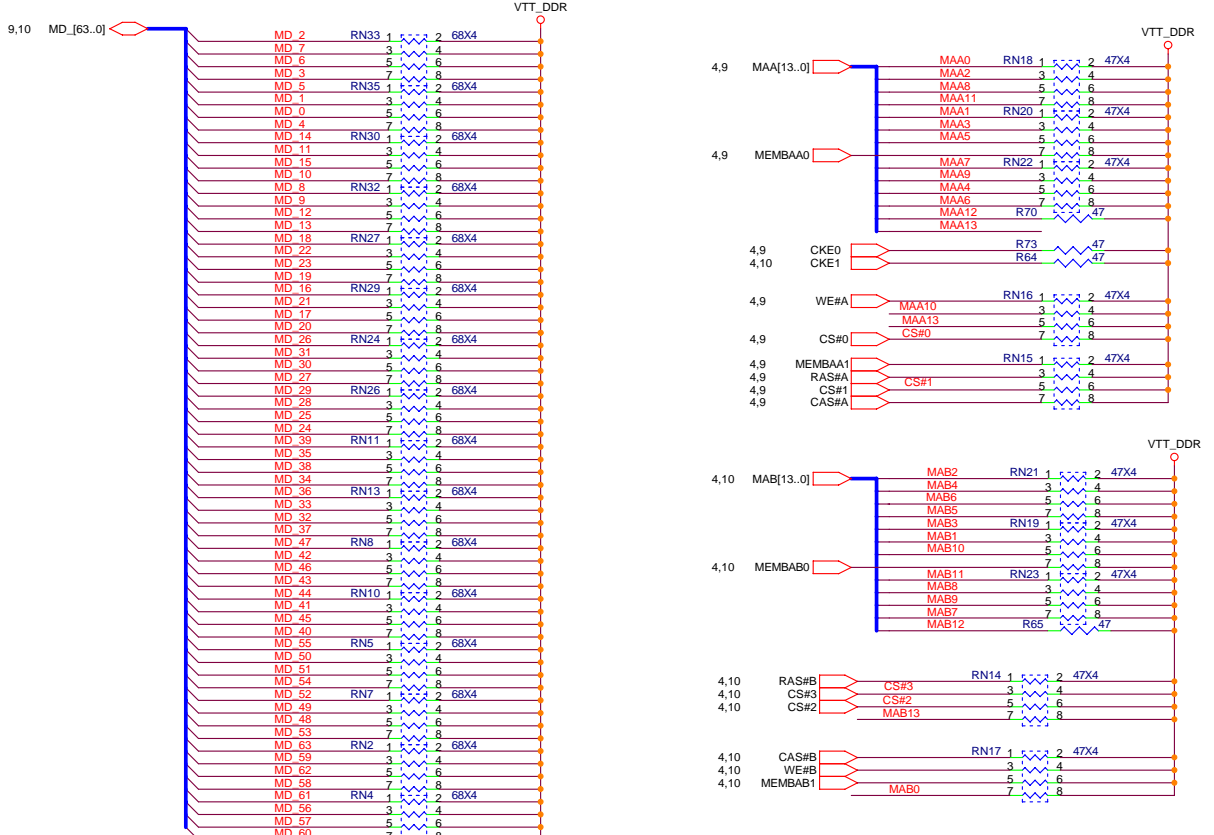 VTT_DDR
9,10 MD_[63..0]
MD_2 RN33 1 2 68X4
MD_7 3 4
MD_6 5 6
MD_3 7 8
MD_5 RN35 1 2 68X4
MD_1 3 4
MD_0 5 6
MD_4 7 8
MD_14 RN30 1 2 68X4
MD_11 3 4
MD_15 5 6
MD_10 7 8
MD_8 RN32 1 2 68X4
MD_9 3 4
MD_12 5 6
MD_13 7 8
MD_18 RN27 1 2 68X4
MD_22 3 4
MD_23 5 6
MD_19 7 8
MD_16 RN29 1 2 68X4
MD_21 3 4
MD_17 5 6
MD_20 7 8
MD_26 RN24 1 2 68X4
MD_31 3 4
MD_30 5 6
MD_27 7 8
MD_29 RN26 1 2 68X4
MD_28 3 4
MD_25 5 6
MD_24 7 8
MD_39 RN11 1 2 68X4
MD_35 3 4
MD_38 5 6
MD_34 7 8
MD_36 RN13 1 2 68X4
MD_33 3 4
MD_32 5 6
MD_37 7 8
MD_47 RN8 1 2 68X4
MD_42 3 4
MD_46 5 6
MD_43 7 8
MD_44 RN10 1 2 68X4
MD_41 3 4
MD_45 5 6
MD_40 7 8
MD_55 RN5 1 2 68X4
MD_50 3 4
MD_51 5 6
MD_54 7 8
MD_52 RN7 1 2 68X4
MD_49 3 4
MD_48 5 6
MD_53 7 8
MD_63 RN2 1 2 68X4
MD_59 3 4
MD_62 5 6
MD_58 7 8
MD_61 RN4 1 2 68X4
MD_56 3 4
MD_57 5 6
MD_60 7 8
VTT_DDR
4,9 MAA[13..0] MAA0 RN18 1 2 47X4
MAA2 3 4
MAA8 5 6
MAA11 7 8
MAA1 RN20 1 2 47X4
MAA3 3 4
MAA5 5 6
4,9 MEMBAA0 7 8
MAA7 RN22 1 2 47X4
MAA9 3 4
MAA4 5 6
MAA6 7 8
MAA12 R70 47
MAA13
4,9 CKE0 R73 47
4,10 CKE1 R64 47
4,9 WE#A RN16 1 2 47X4
MAA10 3 4
MAA13 5 6
4,9 CS#0 CS#0 7 8
4,9 MEMBAA1 RN15 1 2 47X4
4,9 RAS#A 3 4
4,9 CS#1 CS#1 5 6
4,9 CAS#A 7 8
VTT_DDR
4,10 MAB[13..0] MAB2 RN21 1 2 47X4
MAB4 3 4
MAB6 5 6
MAB5 7 8
MAB3 RN19 1 2 47X4
MAB1 3 4
MAB10 5 6
4,10 MEMBAB0 7 8
MAB11 RN23 1 2 47X4
MAB8 3 4
MAB9 5 6
MAB7 7 8
MAB12 R65 47
4,10 RAS#B RN14 1 2 47X4
4,10 CS#3 CS#3 3 4
4,10 CS#2 CS#2 5 6
MAB13 7 8
4,10 CAS#B RN17 1 2 47X4
4,10 WE#B 3 4
4,10 MEMBAB1 5 6
MAB0 7 8